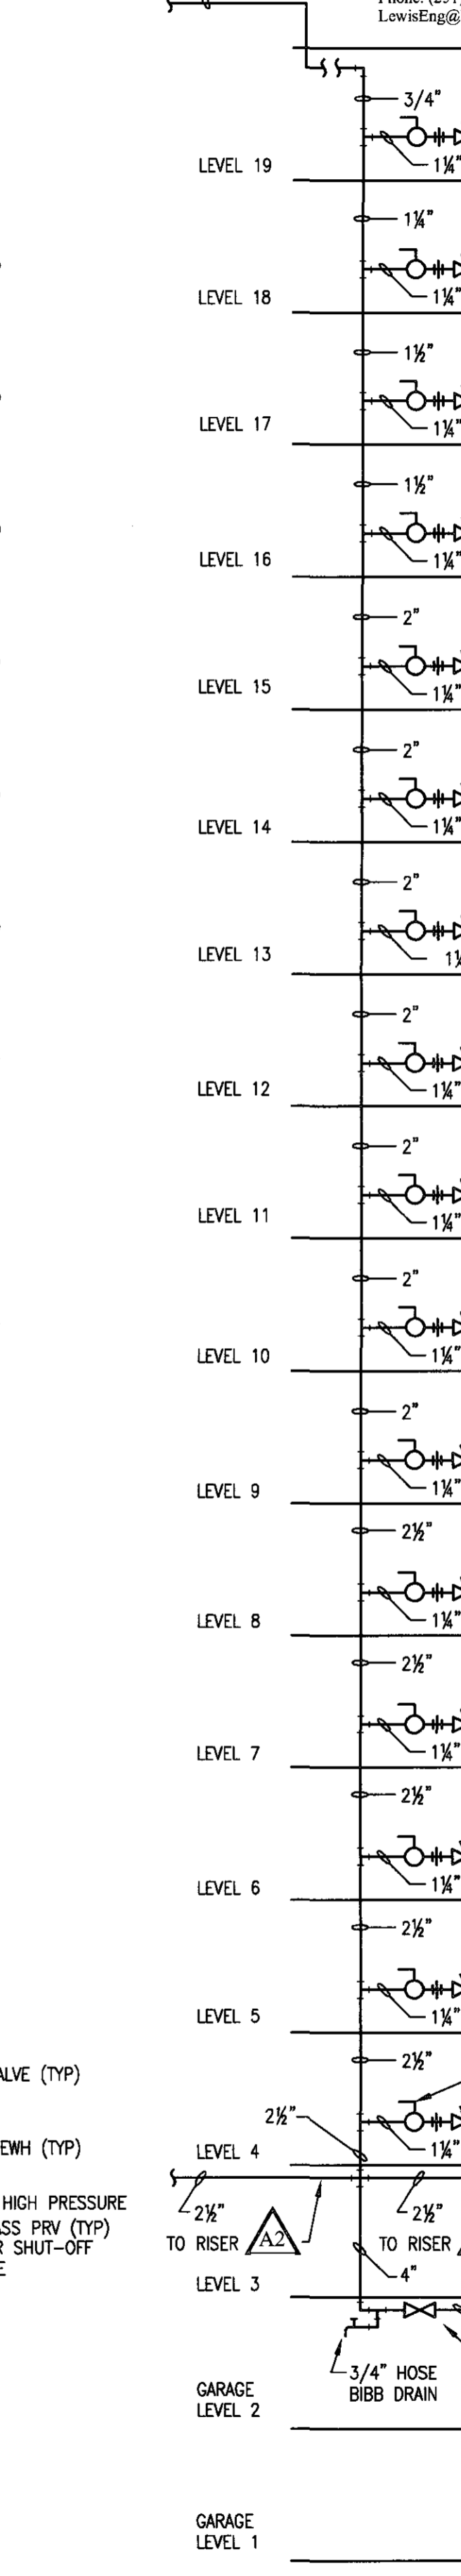 LewisEng@
3/4"
1¼"
LEVEL 19
1¼"
1¼"
LEVEL 18
1½"
1¼"
LEVEL 17
1½"
1¼"
LEVEL 16
2"
1¼"
LEVEL 15
2"
1¼"
LEVEL 14
2"
LEVEL 13
2"
1¼"
LEVEL 12
2"
1¼"
LEVEL 11
2"
1¼"
LEVEL 10
2"
1¼"
LEVEL 9
2½"
1¼"
LEVEL 8
2½"
1¼"
LEVEL 7
2½"
1¼"
LEVEL 6
2½"
1¼"
LEVEL 5
2½"
ALVE (TYP)
2½"
1¼"
EWH (TYP)
LEVEL 4
HIGH PRESSURE
2½"
2½"
ASS PRV (TYP)
TO RISER A2
TO RISER
R SHUT-OFF
E
4"
LEVEL 3
3/4" HOSE
BIBB DRAIN
GARAGE
LEVEL 2
GARAGE
LEVEL 1